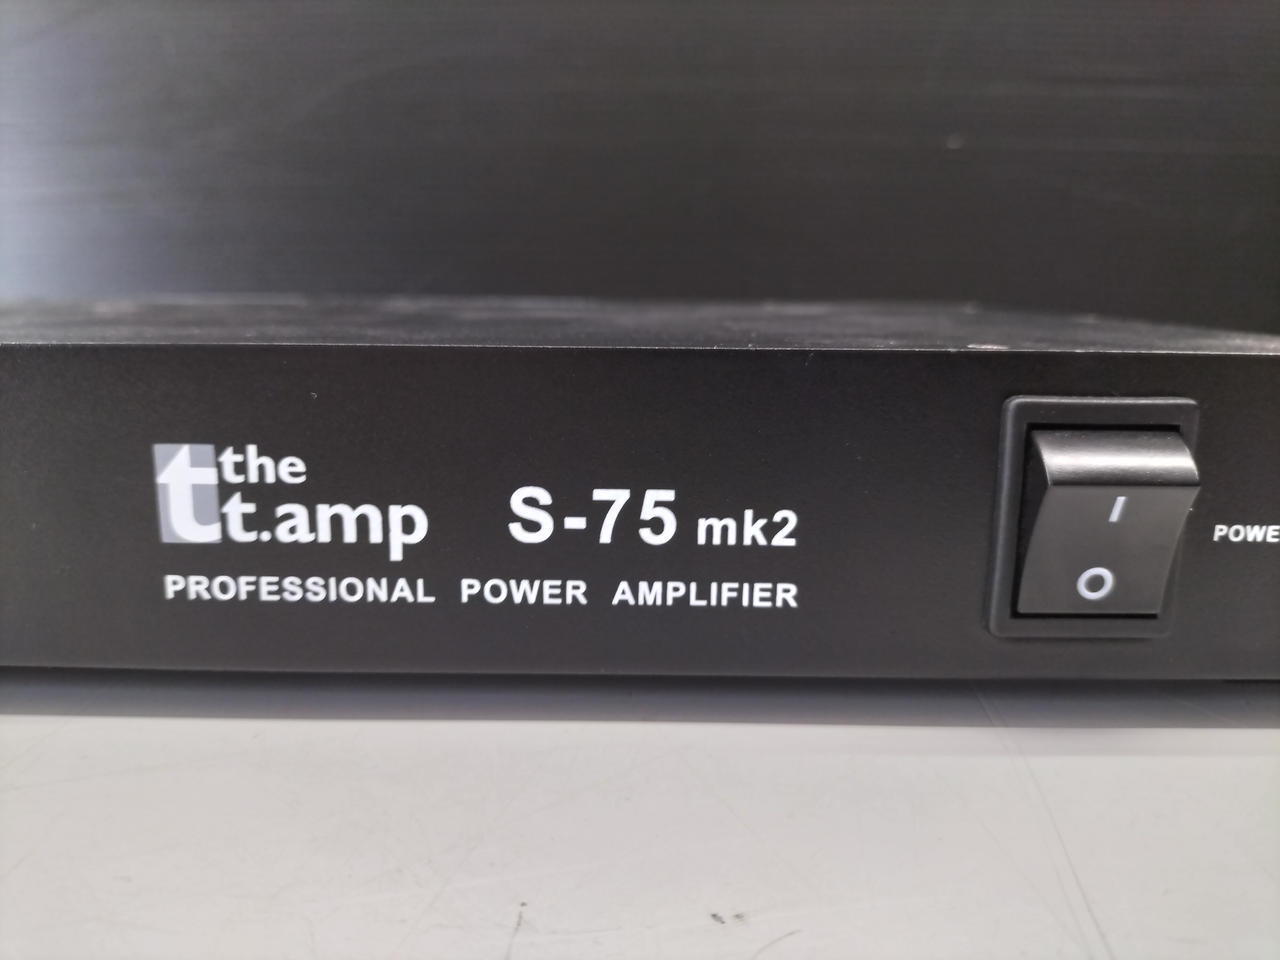 the
t.amp
S-75 mk2
PROFESSIONAL POWER AMPLIFIER
I
O